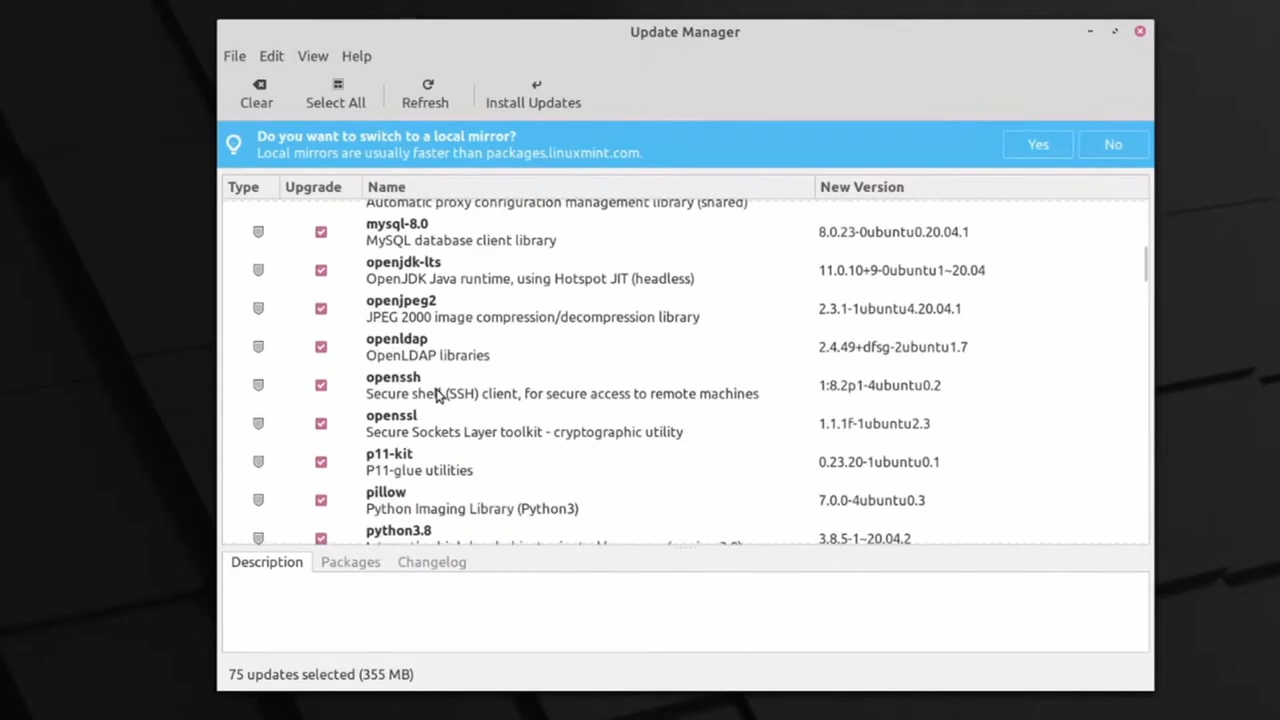 Update Manager
File Edit View Help
Clear Select All Refresh Install Updates
Do you want to switch to a local mirror?
Local mirrors are usually faster than packages.linuxmint.com.
Yes No
Type Upgrade Name New Version
Automatic proxy configuration management library (shared)
mysql-8.0
MySQL database client library
8.0.23-0ubuntu0.20.04.1
openjdk-lts
OpenJDK Java runtime, using Hotspot JIT (headless)
11.0.10+9-0ubuntu1~20.04
openjpeg2
JPEG 2000 image compression/decompression library
2.3.1-1ubuntu4.20.04.1
openldap
OpenLDAP libraries
2.4.49+dfsg-2ubuntu1.7
openssh
Secure shell (SSH) client, for secure access to remote machines
1:8.2p1-4ubuntu0.2
openssl
Secure Sockets Layer toolkit - cryptographic utility
1.1.1f-1ubuntu2.3
p11-kit
P11-glue utilities
0.23.20-1ubuntu0.1
pillow
Python Imaging Library (Python3)
7.0.0-4ubuntu0.3
python3.8
3.8.5-1~20.04.2
Description Packages Changelog
75 updates selected (355 MB)